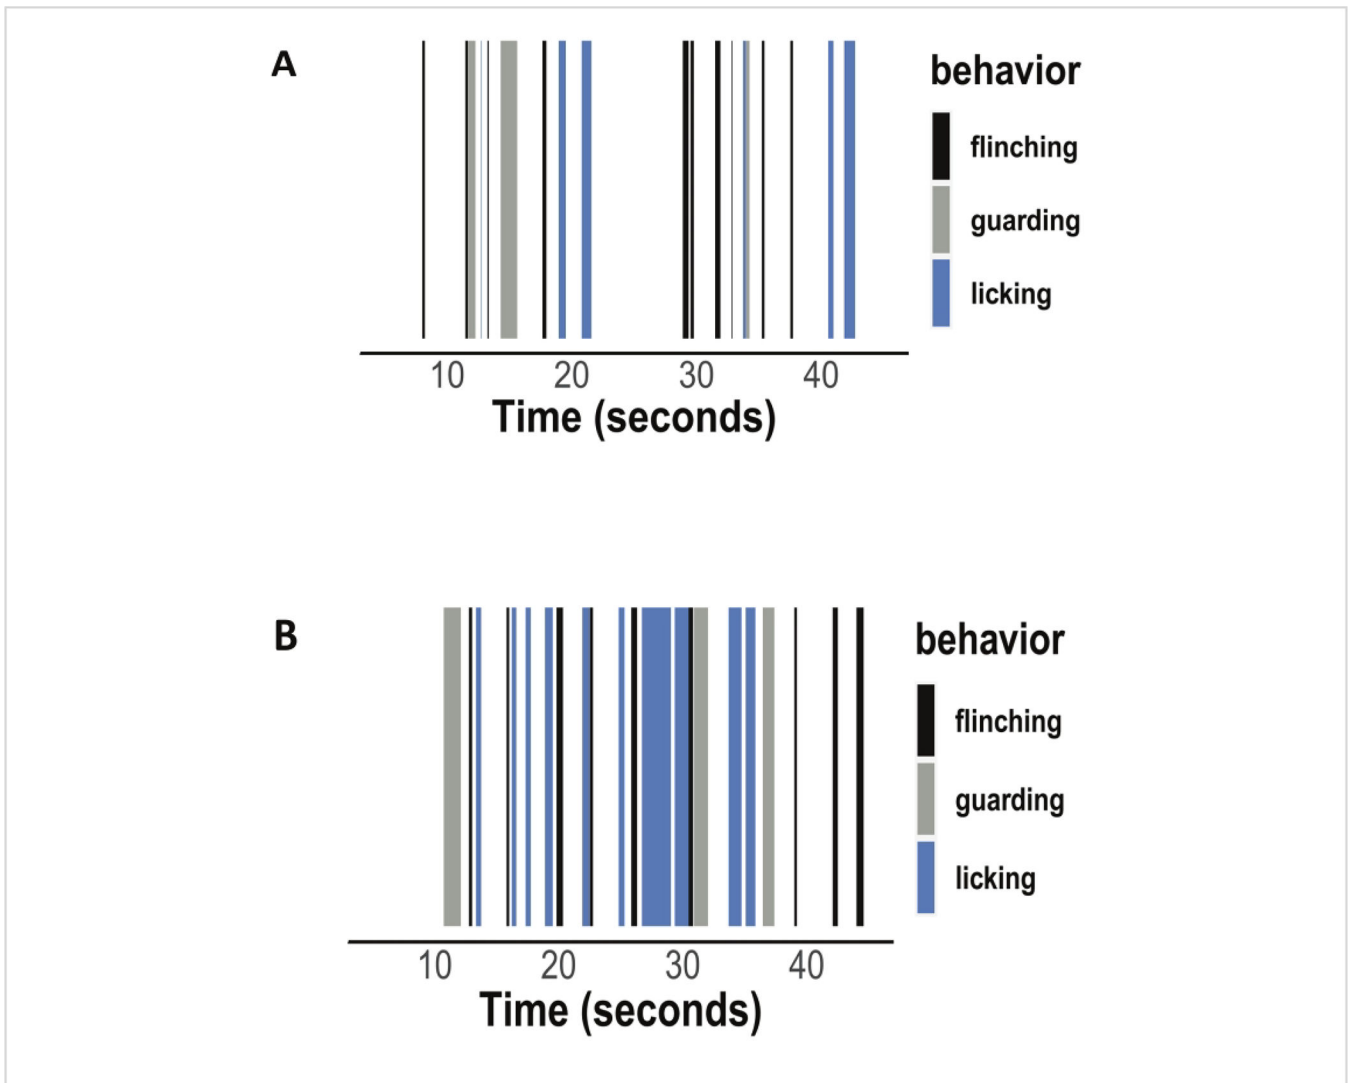 A
behavior
flinching
guarding
licking
10 20 30 40
Time (seconds)
B
behavior
flinching
guarding
licking
10 20 30 40
Time (seconds)